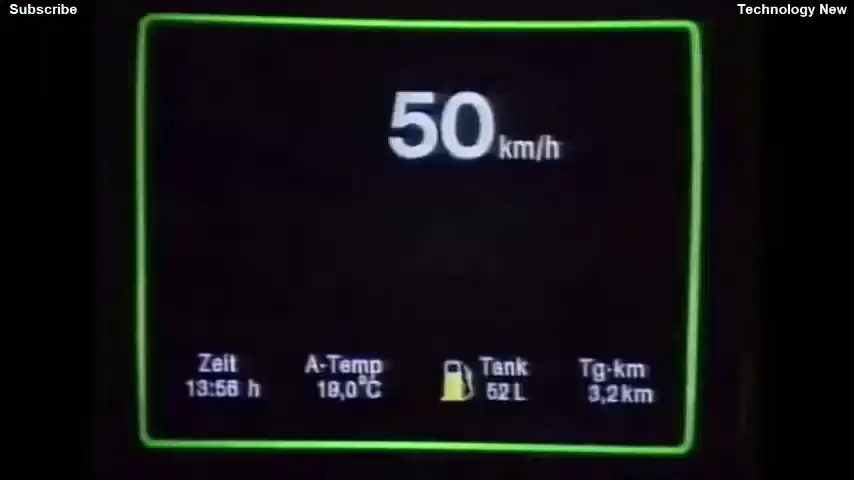 Subscribe
Technology New
50 km/h
Zeit A-Temp Tank Tg-km
13:56 h 19,0°C 52 L 3,2 km